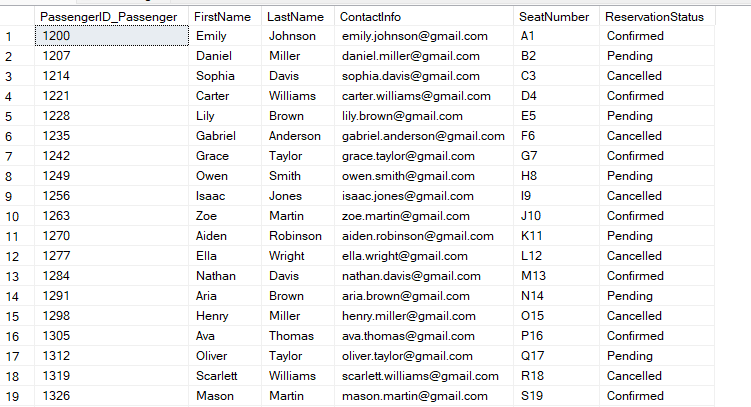 PassengerID_Passenger FirstName LastName ContactInfo SeatNumber ReservationStatus
1 1200 Emily Johnson emily.johnson@gmail.com A1 Confirmed
2 1207 Daniel Miller daniel.miller@gmail.com B2 Pending
3 1214 Sophia Davis sophia.davis@gmail.com C3 Cancelled
4 1221 Carter Williams carter.williams@gmail.com D4 Confirmed
5 1228 Lily Brown lily.brown@gmail.com E5 Pending
6 1235 Gabriel Anderson gabriel.anderson@gmail.com F6 Cancelled
7 1242 Grace Taylor grace.taylor@gmail.com G7 Confirmed
8 1249 Owen Smith owen.smith@gmail.com H8 Pending
9 1256 Isaac Jones isaac.jones@gmail.com I9 Cancelled
10 1263 Zoe Martin zoe.martin@gmail.com J10 Confirmed
11 1270 Aiden Robinson aiden.robinson@gmail.com K11 Pending
12 1277 Ella Wright ella.wright@gmail.com L12 Cancelled
13 1284 Nathan Davis nathan.davis@gmail.com M13 Confirmed
14 1291 Aria Brown aria.brown@gmail.com N14 Pending
15 1298 Henry Miller henry.miller@gmail.com O15 Cancelled
16 1305 Ava Thomas ava.thomas@gmail.com P16 Confirmed
17 1312 Oliver Taylor oliver.taylor@gmail.com Q17 Pending
18 1319 Scarlett Williams scarlett.williams@gmail.com R18 Cancelled
19 1326 Mason Martin mason.martin@gmail.com S19 Confirmed